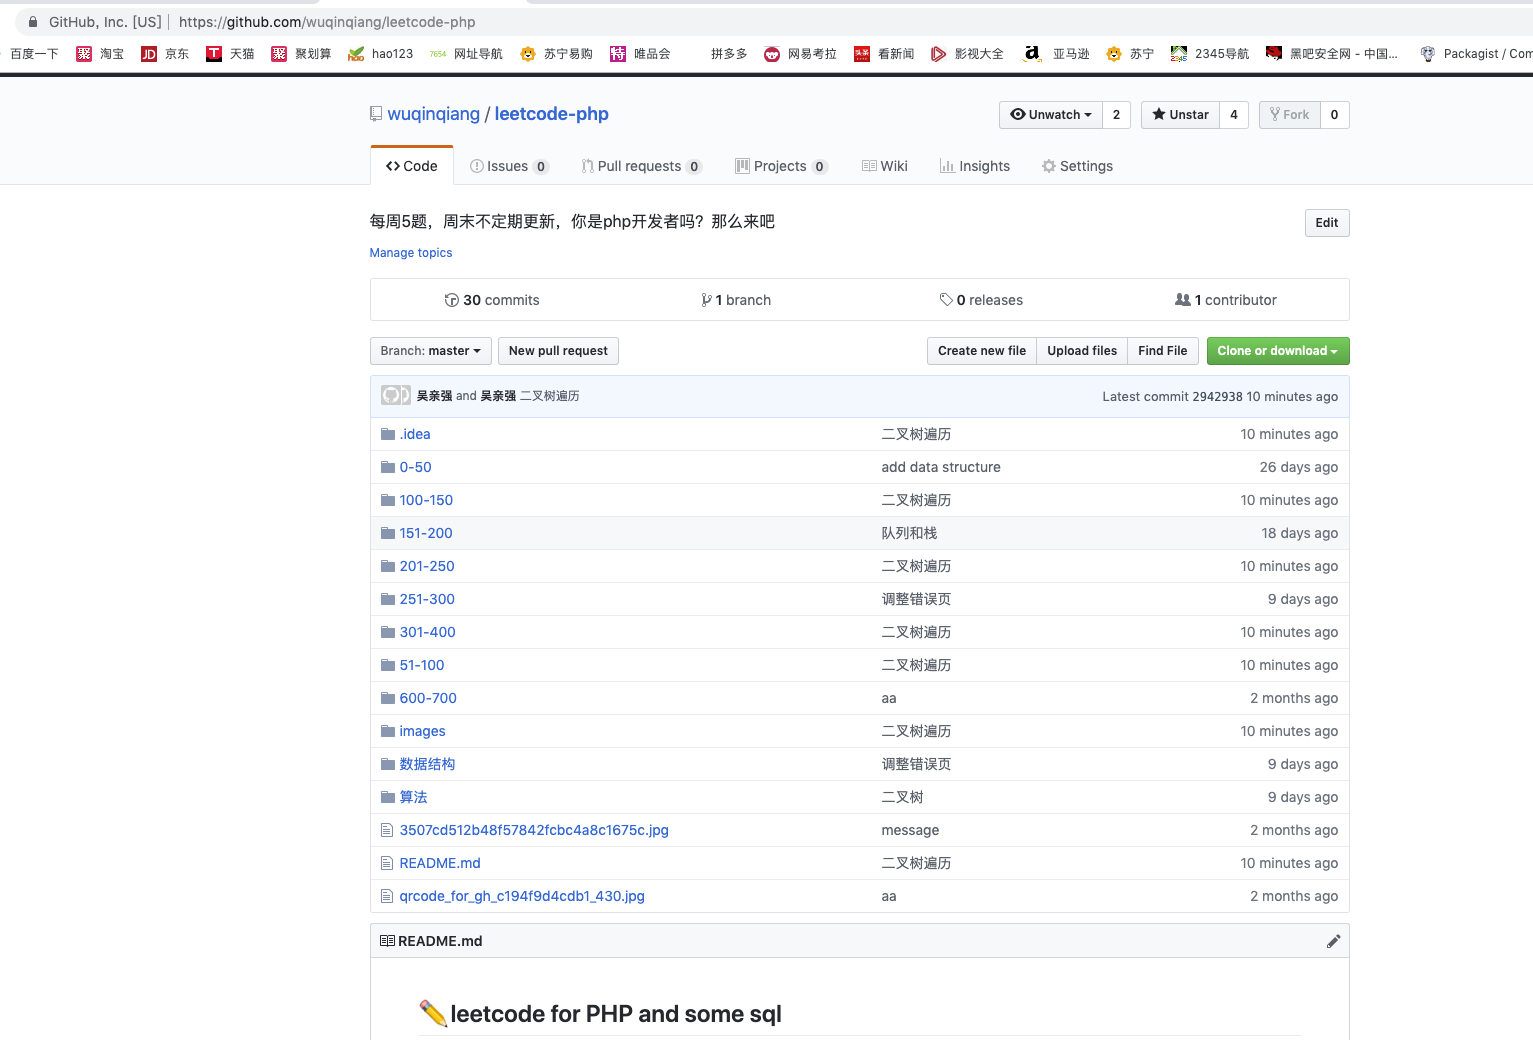 GitHub, Inc. [US] | https://github.com/wuqinqiang/leetcode-php
百度一下 聚 淘宝 JD 京东 T 天猫 聚 聚划算 hao123 7654 网址导航 苏宁易购 特 唯品会 拼多多 网易考拉 头条 看新闻 影视大全 a 亚马逊 苏宁 2345 2345导航 黑吧安全网 - 中国... Packagist / Com
wuqinqiang / leetcode-php
Unwatch 2 Unstar 4 Fork 0
Code Issues 0 Pull requests 0 Projects 0 Wiki Insights Settings
每周5题，周末不定期更新，你是php开发者吗？那么来吧
Edit
Manage topics
30 commits 1 branch 0 releases 1 contributor
Branch: master New pull request Create new file Upload files Find File Clone or download
吴亲强 and 吴亲强 二叉树遍历 Latest commit 2942938 10 minutes ago
.idea 二叉树遍历 10 minutes ago
0-50 add data structure 26 days ago
100-150 二叉树遍历 10 minutes ago
151-200 队列和栈 18 days ago
201-250 二叉树遍历 10 minutes ago
251-300 调整错误页 9 days ago
301-400 二叉树遍历 10 minutes ago
51-100 二叉树遍历 10 minutes ago
600-700 aa 2 months ago
images 二叉树遍历 10 minutes ago
数据结构 调整错误页 9 days ago
算法 二叉树 9 days ago
3507cd512b48f57842fcbc4a8c1675c.jpg message 2 months ago
README.md 二叉树遍历 10 minutes ago
qrcode_for_gh_c194f9d4cdb1_430.jpg aa 2 months ago
README.md
leetcode for PHP and some sql